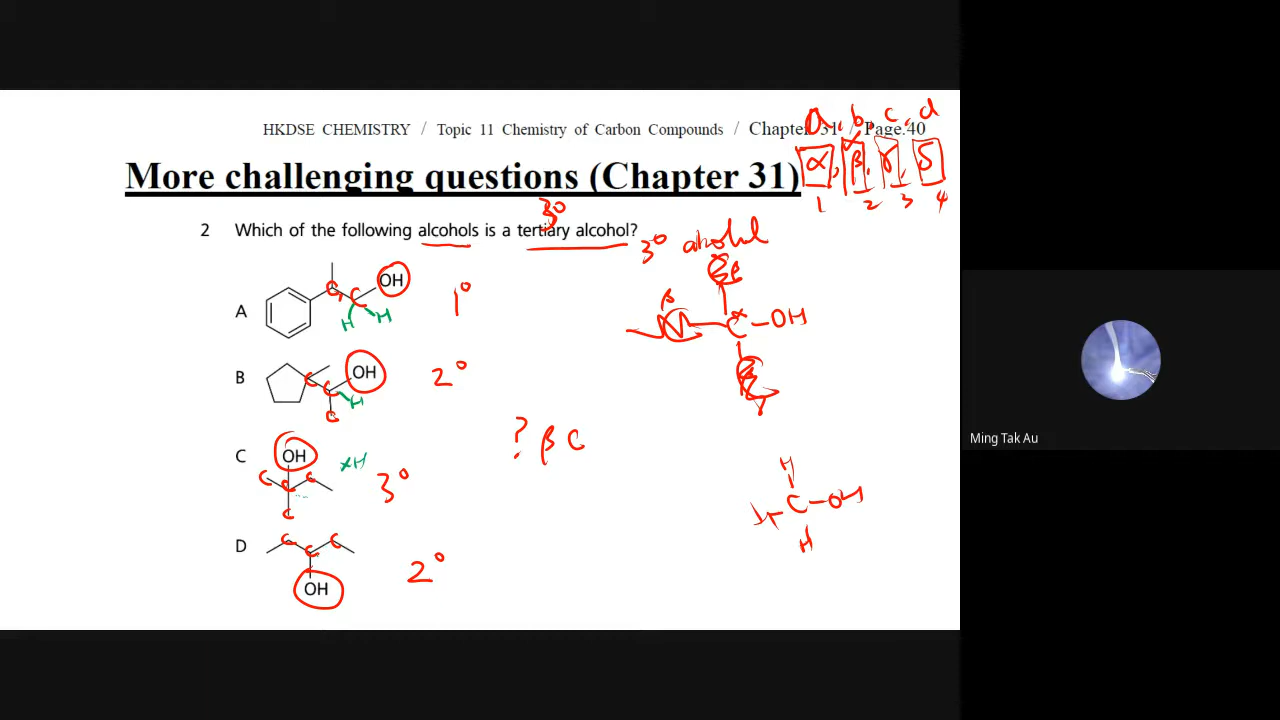 a, b, c, d
HKDSE CHEMISTRY / Topic 11 Chemistry of Carbon Compounds / Chapter 31 / Page.40
More challenging questions (Chapter 31)
α, β, γ, δ
1 2 3 4
3°
2 Which of the following alcohols is a tertiary alcohol?
3° alcohol
A
C C OH
H H
1°
β
C α OH
B
C OH
H
C
2°
? β C
C
OH
C C C
C
×H
3°
H
C OH
H
D
C C C
OH
2°
Ming Tak Au